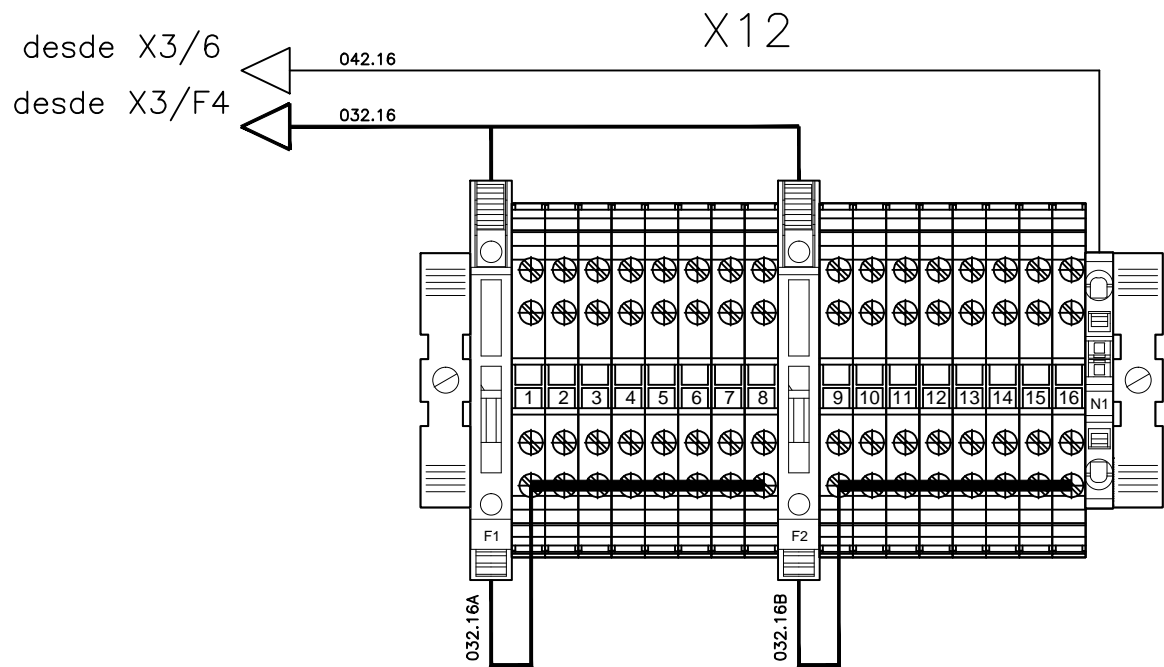 X12
desde X3/6
042.16
desde X3/F4
032.16
1 2 3 4 5 6 7 8 9 10 11 12 13 14 15 16 N1
F1 F2
032.16A 032.16B